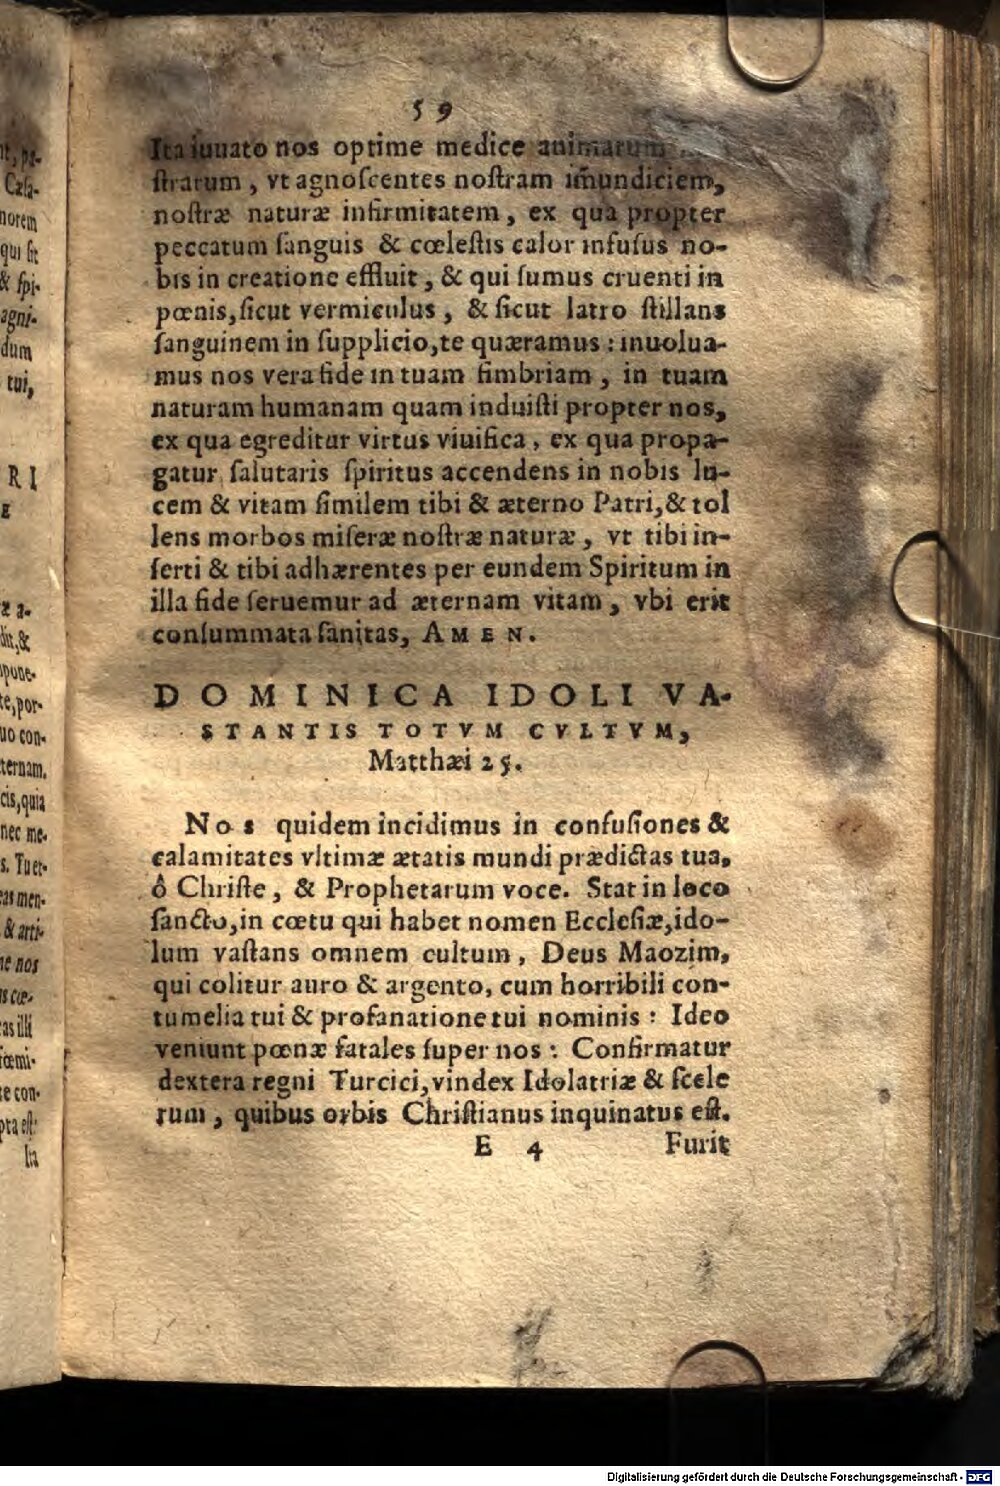 59
Ita iuuato nos optime medice animarum
ſtrarum, vt agnoſcentes noſtram im̄undiciem,
noſtræ naturæ infirmitatem, ex qua propter
peccatum ſanguis & cœleſtis calor infuſus no-
bis in creatione effluit, & qui ſumus cruenti in
pœnis, ſicut vermiculus, & ſicut latro ſtillans
ſanguinem in ſupplicio, te quæramus: inuolua-
mus nos vera fide in tuam fimbriam, in tuam
naturam humanam quam induiſti propter nos,
ex qua egreditur virtus viuifica, ex qua propa-
gatur ſalutaris ſpiritus accendens in nobis lu-
cem & vitam ſimilem tibi & æterno Patri, & tol
lens morbos miſeræ noſtræ naturæ, vt tibi in-
ſerti & tibi adhærentes per eundem Spiritum in
illa fide ſeruemur ad æternam vitam, vbi erit
conſummata ſanitas, AMEN.
DOMINICA IDOLI VA-
STANTIS TOTVM CVLTVM,
Matthæi 25.
Nos quidem incidimus in confuſiones &
calamitates vltimæ ætatis mundi prædictas tua,
ô Chriſte, & Prophetarum voce. Stat in loco
ſancto, in cœtu qui habet nomen Eccleſiæ, ido-
lum vaſtans omnem cultum, Deus Maozim,
qui colitur auro & argento, cum horribili con-
tumelia tui & profanatione tui nominis: Ideo
veniunt pœnæ fatales ſuper nos: Confirmatur
dextera regni Turcici, vindex Idolatriæ & ſcele
rum, quibus orbis Chriſtianus inquinatus eſt.
E 4 Furit
Digitalisierung gefördert durch die Deutsche Forschungsgemeinschaft - DFG